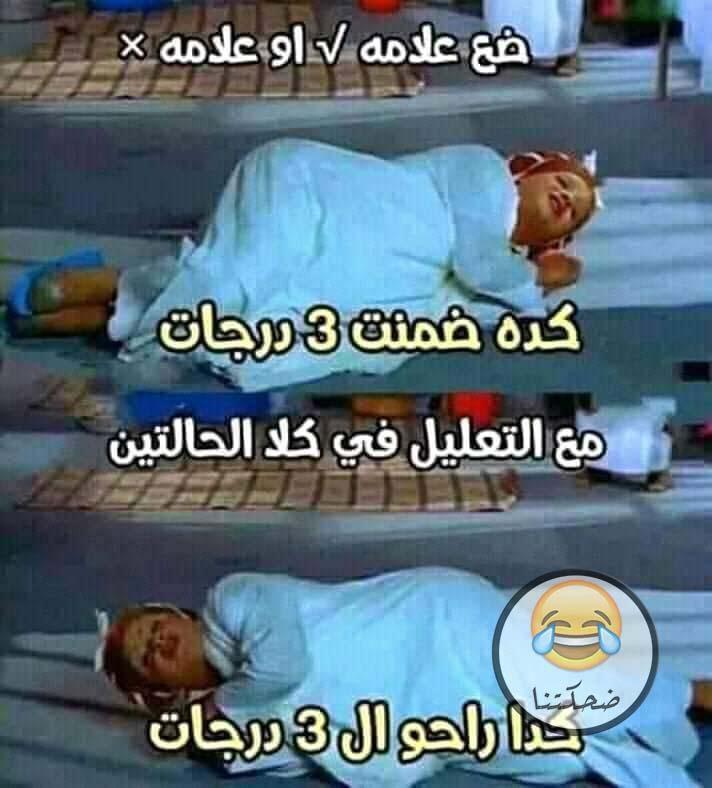 ضع علامه √ او علامه ×
كده ضمنت 3 درجات
مع التعليل في كلا الحالتين
ضحكتنا
كدا راحو ال 3 درجات